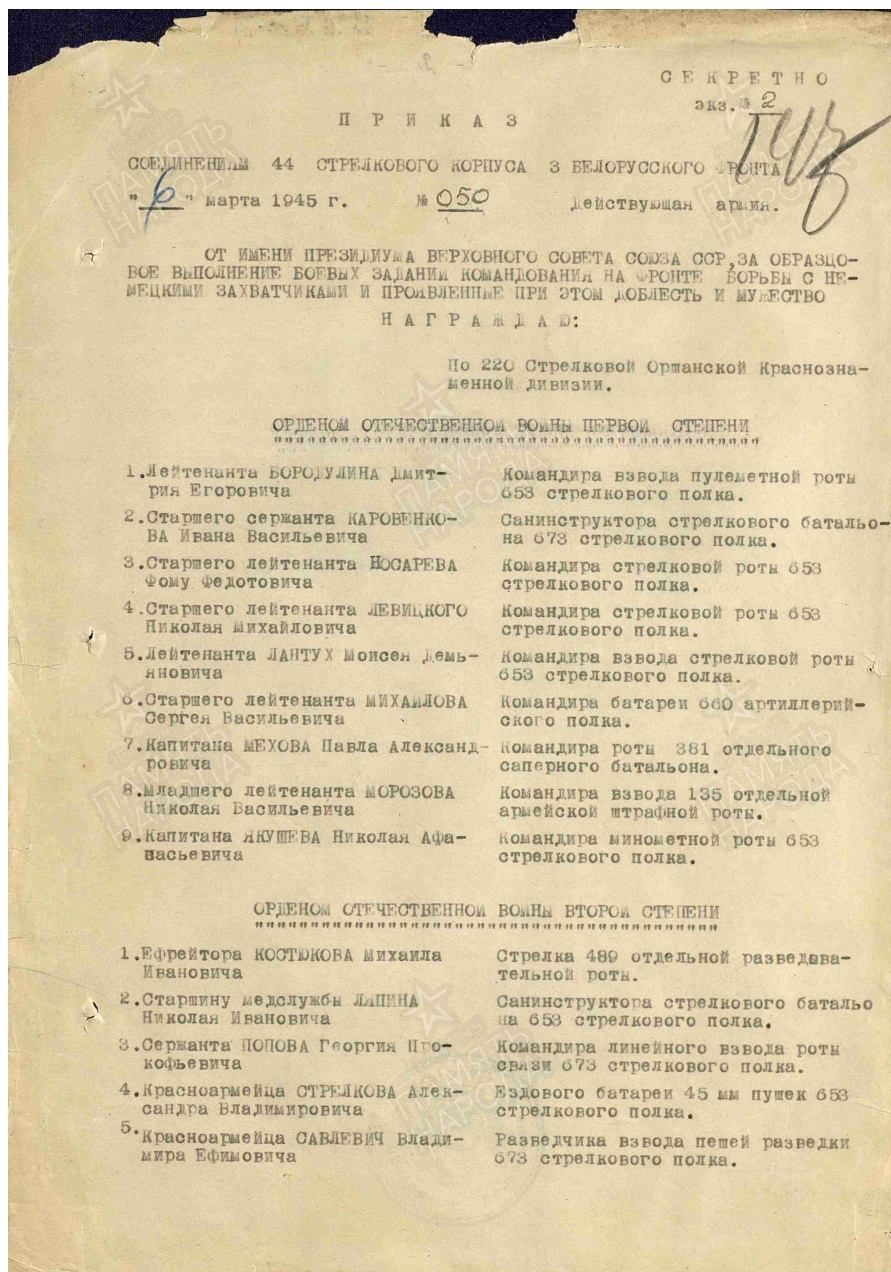 СЕКРЕТНО
экз.№ 2
ПРИКАЗ
СОЕДИНЕНИЯМ 44 СТРЕЛКОВОГО КОРПУСА 3 БЕЛОРУССКОГО ФРОНТА
"6" марта 1945 г. № 050 Действующая армия.
ОТ ИМЕНИ ПРЕЗИДИУМА ВЕРХОВНОГО СОВЕТА СОЮЗА ССР,ЗА ОБРАЗЦО-
ВОЕ ВЫПОЛНЕНИЕ БОЕВЫХ ЗАДАНИЙ КОМАНДОВАНИЯ НА ФРОНТЕ БОРЬБЫ С НЕ-
МЕЦКИМИ ЗАХВАТЧИКАМИ И ПРОЯВЛЕННЫЕ ПРИ ЭТОМ ДОБЛЕСТЬ И МУЖЕСТВО
НАГРАЖДАЮ:
По 220 Стрелковой Оршанской Краснозна-
менной дивизии.
ОРДЕНОМ ОТЕЧЕСТВЕННОЙ ВОЙНЫ ПЕРВОЙ СТЕПЕНИ
1.Лейтенанта БОРОДУЛИНА Дмит- Командира взвода пулеметной роты
рия Егоровича 653 стрелкового полка.
2.Старшего сержанта КАРОВЕНКО- Санинструктора стрелкового батальо-
ВА Ивана Васильевича на 673 стрелкового полка.
3.Старшего лейтенанта НОСАРЕВА Командира стрелковой роты 653
Фому Федотовича стрелкового полка.
4.Старшего лейтенанта ЛЕВИЦКОГО Командира стрелковой роты 653
Николая Михайловича стрелкового полка.
5.Лейтенанта ЛАНТУХ Моисея Демь- Командира взвода стрелковой роты
яновича 653 стрелкового полка.
6.Старшего лейтенанта МИХАЙЛОВА Командира батареи 660 артиллерий-
Сергея Васильевича ского полка.
7.Капитана МЕХОВА Павла Александ- Командира роты 381 отдельного
ровича саперного батальона.
8.Младшего лейтенанта МОРОЗОВА Командира взвода 135 отдельной
Николая Васильевича армейской штрафной роты.
9.Капитана ЯКУШЕВА Николая Афа- Командира минометной роты 653
насьевича стрелкового полка.
ОРДЕНОМ ОТЕЧЕСТВЕННОЙ ВОЙНЫ ВТОРОЙ СТЕПЕНИ
1.Ефрейтора КОСТЮКОВА Михаила Стрелка 489 отдельной разведыва-
Ивановича тельной роты.
2.Старшину медслужбы ЛЯПИНА Санинструктора стрелкового батальо
Николая Ивановича на 653 стрелкового полка.
3.Сержанта ПОПОВА Георгия Про- Командира линейного взвода роты
кофьевича связи 673 стрелкового полка.
4.Красноармейца СТРЕЛКОВА Алек- Ездового батареи 45 мм пушек 653
сандра Владимировича стрелкового полка.
5.Красноармейца САВЛЕВИЧ Влади- Разведчика взвода пешей разведки
мира Ефимовича 673 стрелкового полка.